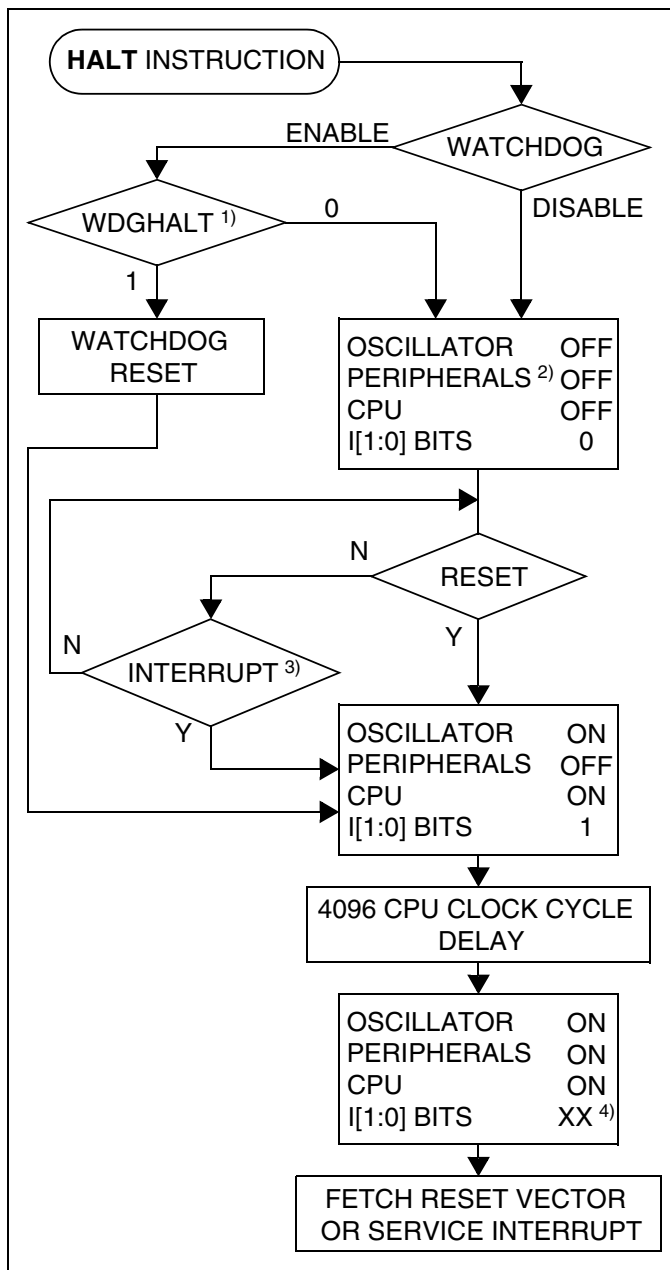 HALT INSTRUCTION
ENABLE
WATCHDOG
WDGHALT 1)
0
DISABLE
1
WATCHDOG
RESET
OSCILLATOR OFF
PERIPHERALS 2) OFF
CPU OFF
I[1:0] BITS 0
N
RESET
N
INTERRUPT 3)
Y
Y
OSCILLATOR ON
PERIPHERALS OFF
CPU ON
I[1:0] BITS 1
4096 CPU CLOCK CYCLE
DELAY
OSCILLATOR ON
PERIPHERALS ON
CPU ON
I[1:0] BITS XX 4)
FETCH RESET VECTOR
OR SERVICE INTERRUPT